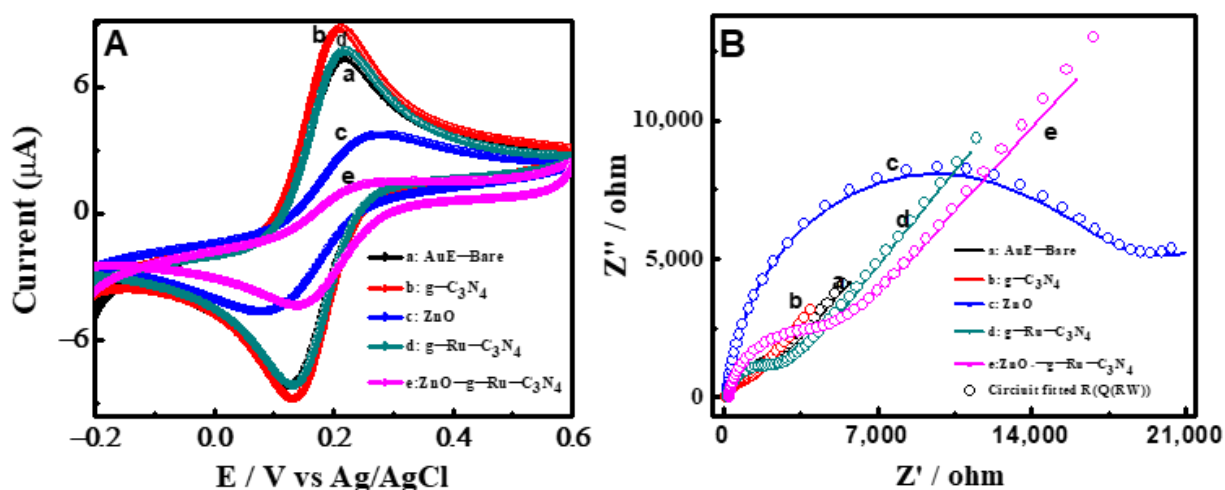 A
b
d
a
c
e
6
0
−6
Current (μA)
a: AuE−Bare
b: g−C₃N₄
c: ZnO
d: g−Ru−C₃N₄
e:ZnO−g−Ru−C₃N₄
−0.2 0.0 0.2 0.4 0.6
E / V vs Ag/AgCl
B
c
e
d
a
b
10,000
5,000
0
Z'' / ohm
a: AuE−Bare
b: g−C₃N₄
c: ZnO
d: g−Ru−C₃N₄
e:ZnO.-g−Ru−C₃N₄
Circiunit fitted R(Q(RW))
0 7,000 14,000 21,000
Z' / ohm